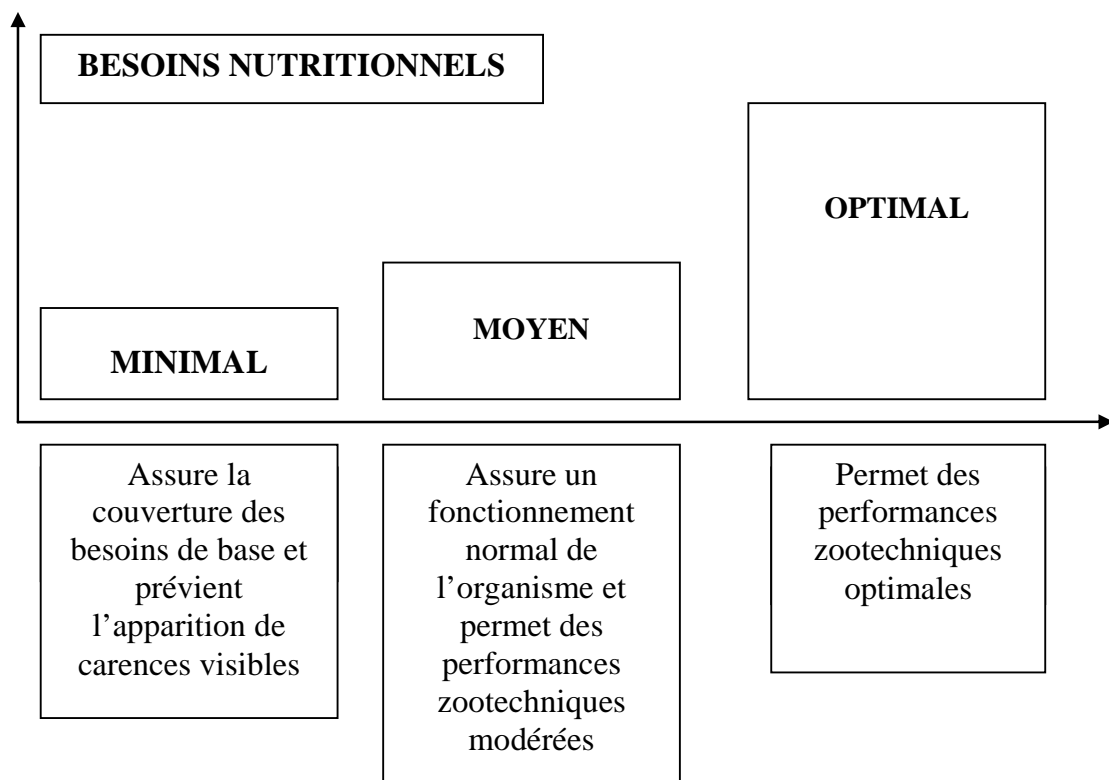 BESOINS NUTRITIONNELS
OPTIMAL
MOYEN
MINIMAL
Assure la
couverture des
besoins de base et
prévient
l’apparition de
carences visibles
Assure un
fonctionnement
normal de
l’organisme et
permet des
performances
zootechniques
modérées
Permet des
performances
zootechniques
optimales